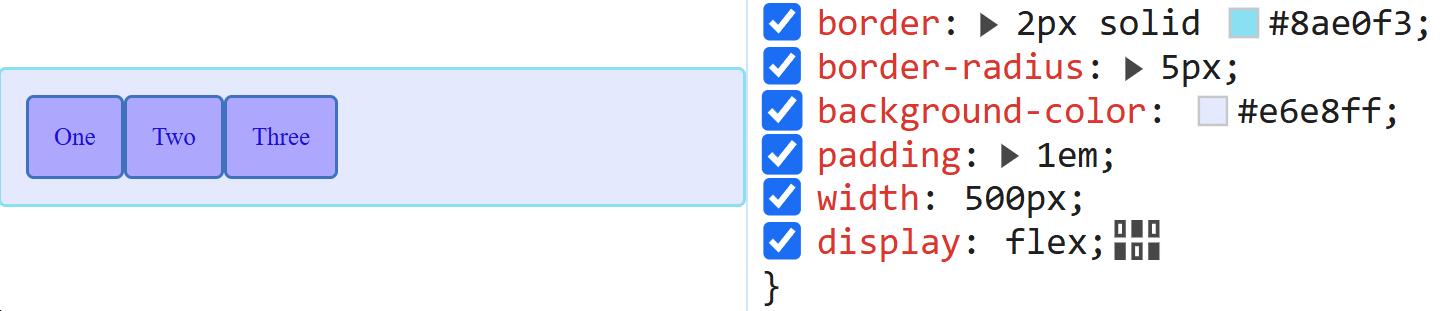 One Two Three
border: 2px solid #8ae0f3;
border-radius: 5px;
background-color: #e6e8ff;
padding: 1em;
width: 500px;
display: flex;
}